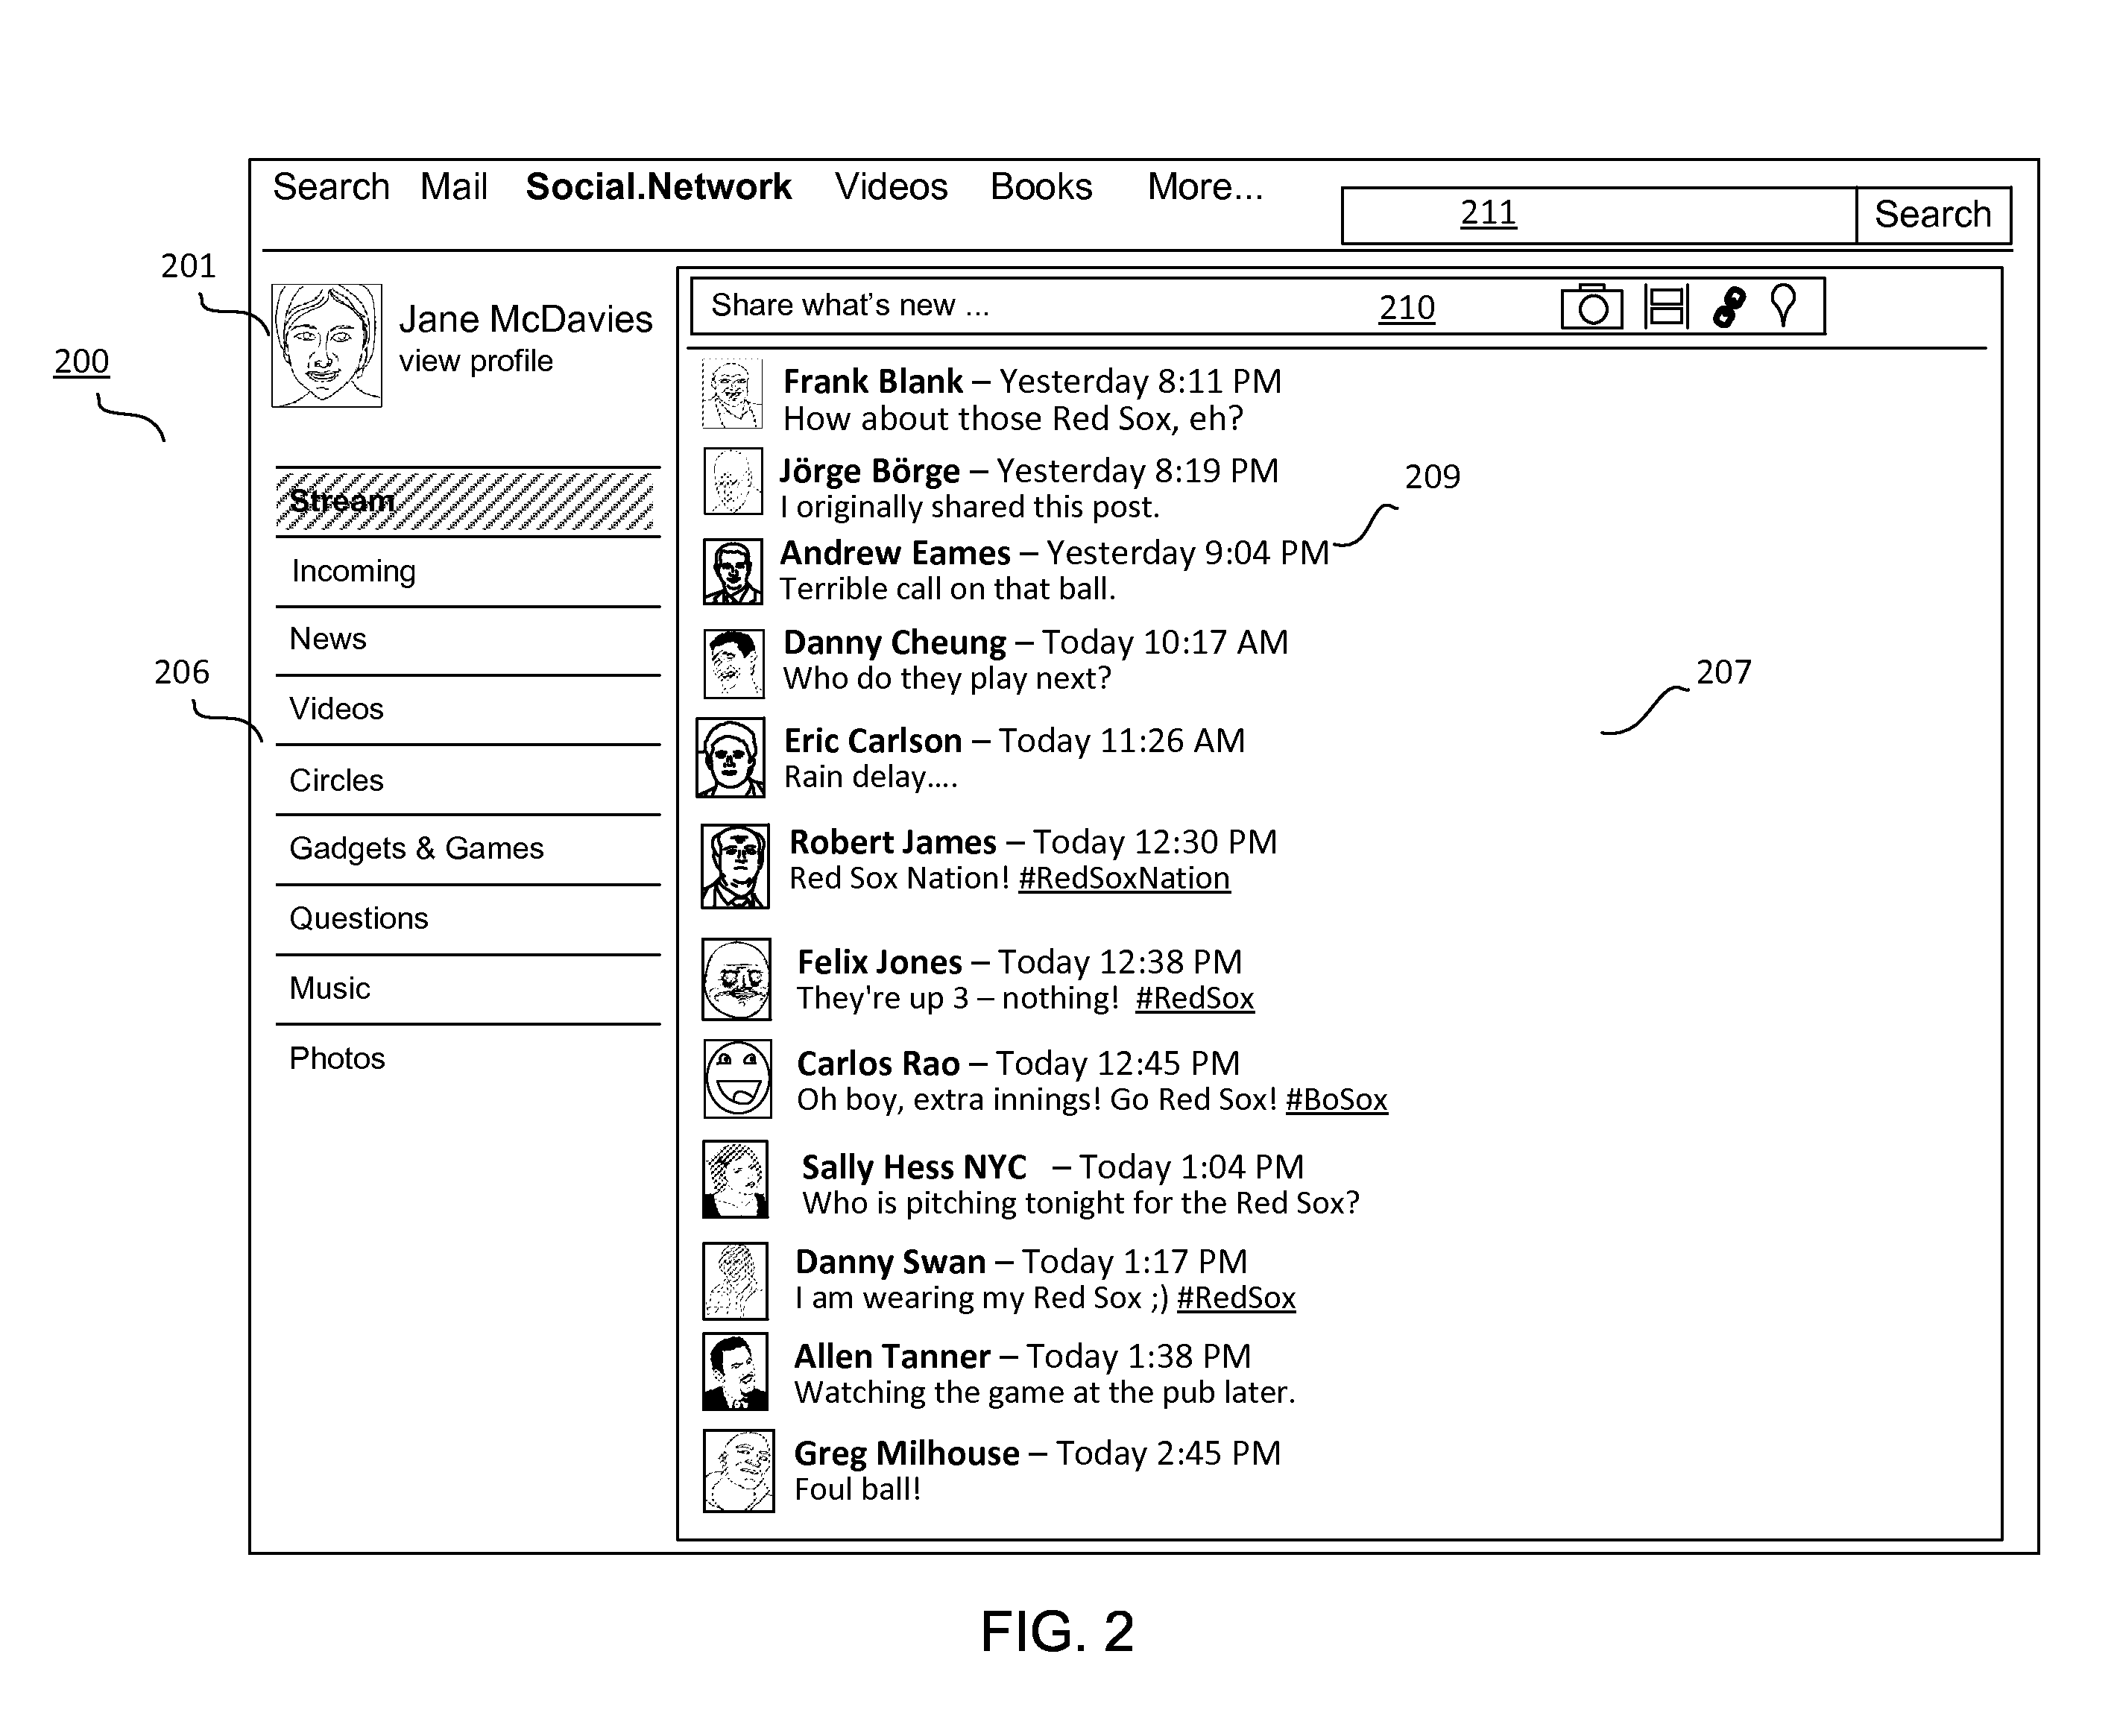 Search Mail Social.Network Videos Books More...
211 Search
201
Jane McDavies
view profile
200
Share what's new ... 210
Stream
Incoming
News
206
Videos
Circles
Gadgets & Games
Questions
Music
Photos
Frank Blank – Yesterday 8:11 PM
How about those Red Sox, eh?
Jörge Börge – Yesterday 8:19 PM
I originally shared this post.
209
Andrew Eames – Yesterday 9:04 PM
Terrible call on that ball.
Danny Cheung – Today 10:17 AM
Who do they play next?
207
Eric Carlson – Today 11:26 AM
Rain delay....
Robert James – Today 12:30 PM
Red Sox Nation! #RedSoxNation
Felix Jones – Today 12:38 PM
They're up 3 – nothing! #RedSox
Carlos Rao – Today 12:45 PM
Oh boy, extra innings! Go Red Sox! #BoSox
Sally Hess NYC – Today 1:04 PM
Who is pitching tonight for the Red Sox?
Danny Swan – Today 1:17 PM
I am wearing my Red Sox ;) #RedSox
Allen Tanner – Today 1:38 PM
Watching the game at the pub later.
Greg Milhouse – Today 2:45 PM
Foul ball!
FIG. 2